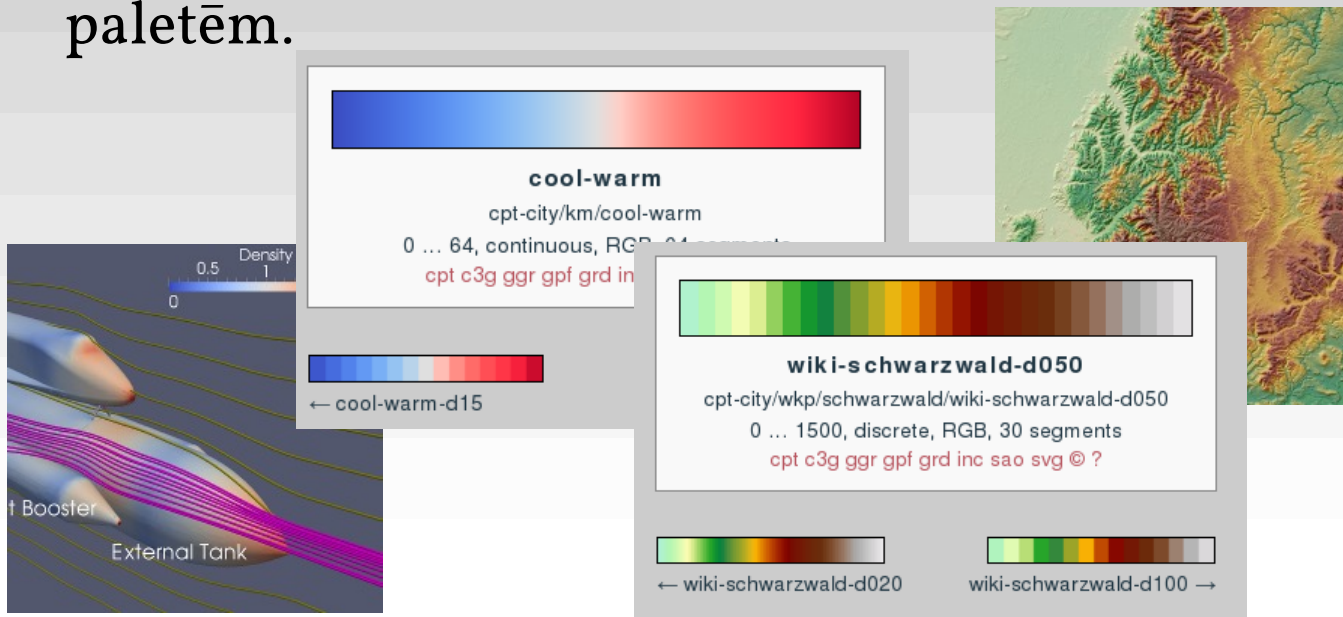 paletēm.
cool-warm
cpt-city/km/cool-warm
0 ... 64, continuous, RGB, 64 segments
cpt c3g ggr gpf grd in
← cool-warm-d15
Density
0.5
1
0
t Booster
External Tank
wiki-schwarzwald-d050
cpt-city/wkp/schwarzwald/wiki-schwarzwald-d050
0 ... 1500, discrete, RGB, 30 segments
cpt c3g ggr gpf grd inc sao svg © ?
← wiki-schwarzwald-d020
wiki-schwarzwald-d100 →